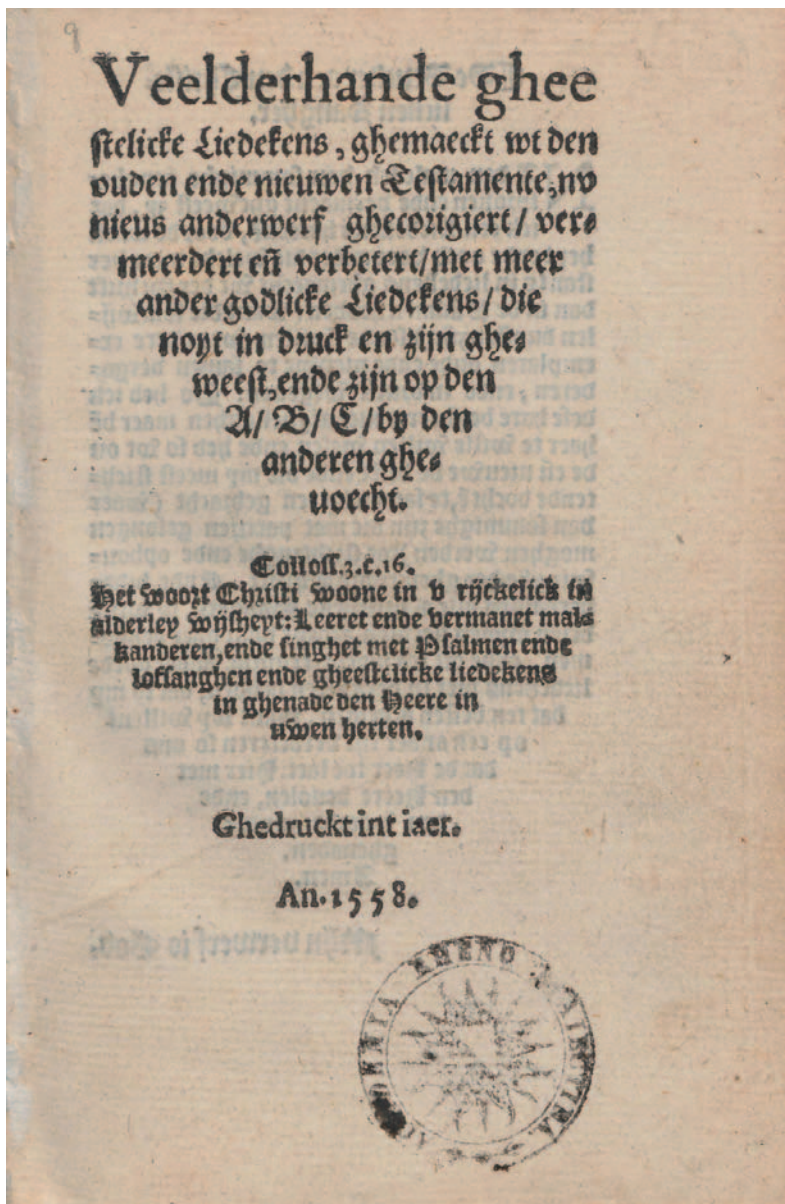 9
Veelderhande ghee
stelicke Liedekens, ghemaeckt wt den
ouden ende nieuwen Testamente, nv
nieus anderwerf ghecorigiert / ver⸗
meerdert eñ verbetert / met meer
ander godlicke Liedekens / die
noyt in druck en zijn ghe⸗
weest, ende zijn op den
A / B / C / by den
anderen ghe⸗
uoecht.
Colloss. 3. c. 16.
Het woort Christi woone in v rijckelick in
alderley wijsheyt: Leeret ende vermanet mal⸗
kanderen, ende singhet met Psalmen ende
lofsanghen ende gheestelicke liedekens
in ghenade den Heere in
uwen herten.
Ghedruckt int iaer.
An. 1558.
RHENO